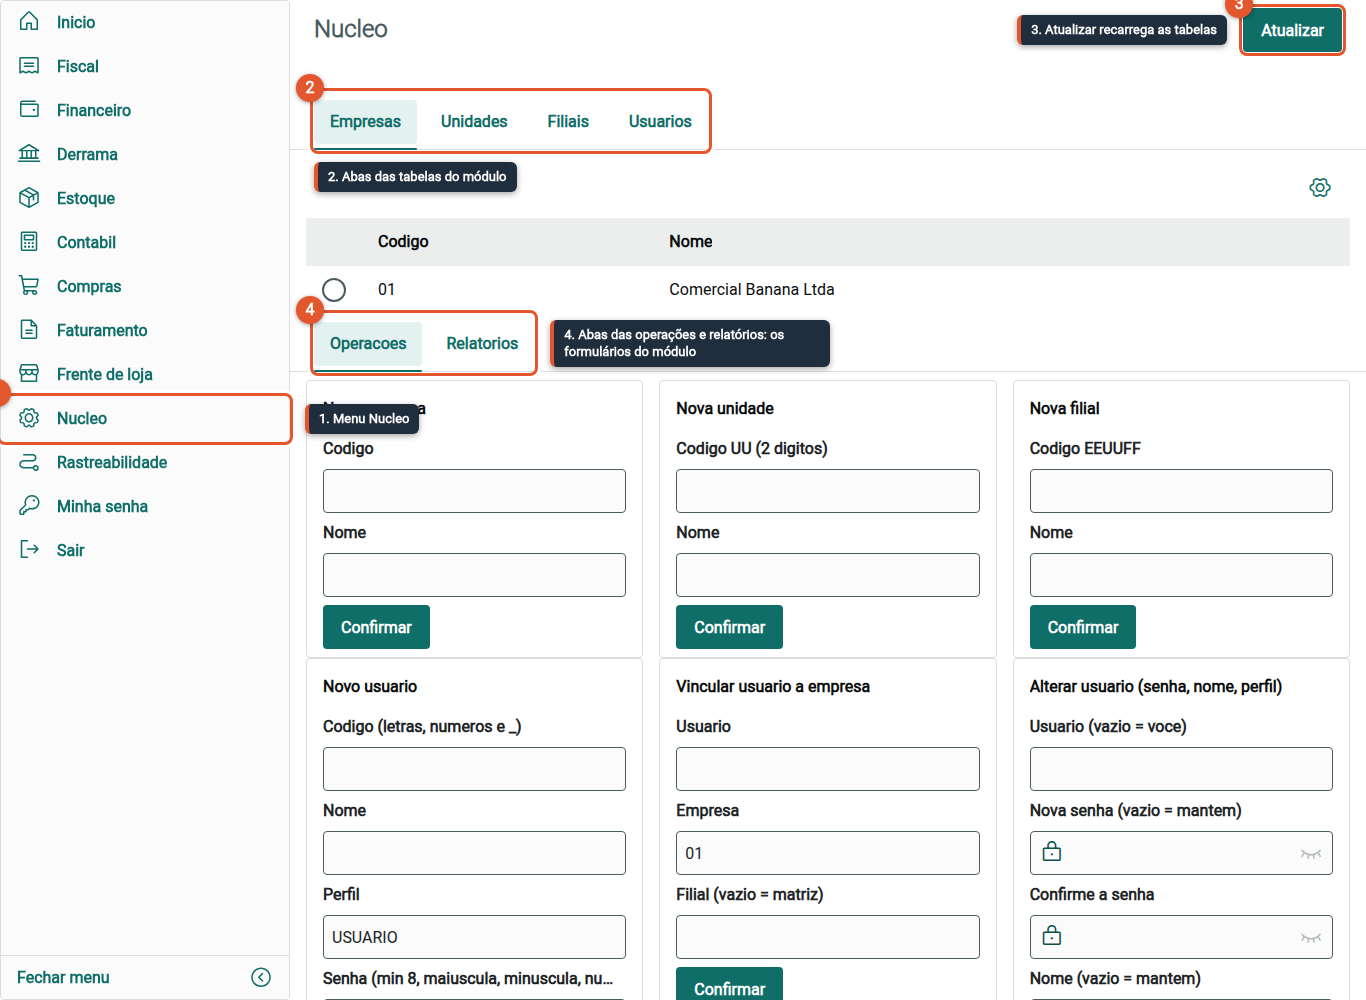 Inicio
Fiscal
Financeiro
Derrama
Estoque
Contabil
Compras
Faturamento
Frente de loja
Nucleo
Rastreabilidade
Minha senha
Sair
Fechar menu
Nucleo
3. Atualizar recarrega as tabelas
3
Atualizar
2
Empresas Unidades Filiais Usuarios
2. Abas das tabelas do módulo
Codigo Nome
01 Comercial Banana Ltda
4
Operacoes Relatorios
4. Abas das operações e relatórios: os
formulários do módulo
1. Menu Nucleo
a
Codigo
Nome
Confirmar
Nova unidade
Codigo UU (2 digitos)
Nome
Confirmar
Nova filial
Codigo EEUUFF
Nome
Confirmar
Novo usuario
Codigo (letras, numeros e _)
Nome
Perfil
USUARIO
Senha (min 8, maiuscula, minuscula, nu...
Vincular usuario a empresa
Usuario
Empresa
01
Filial (vazio = matriz)
Confirmar
Alterar usuario (senha, nome, perfil)
Usuario (vazio = voce)
Nova senha (vazio = mantem)
Confirme a senha
Nome (vazio = mantem)